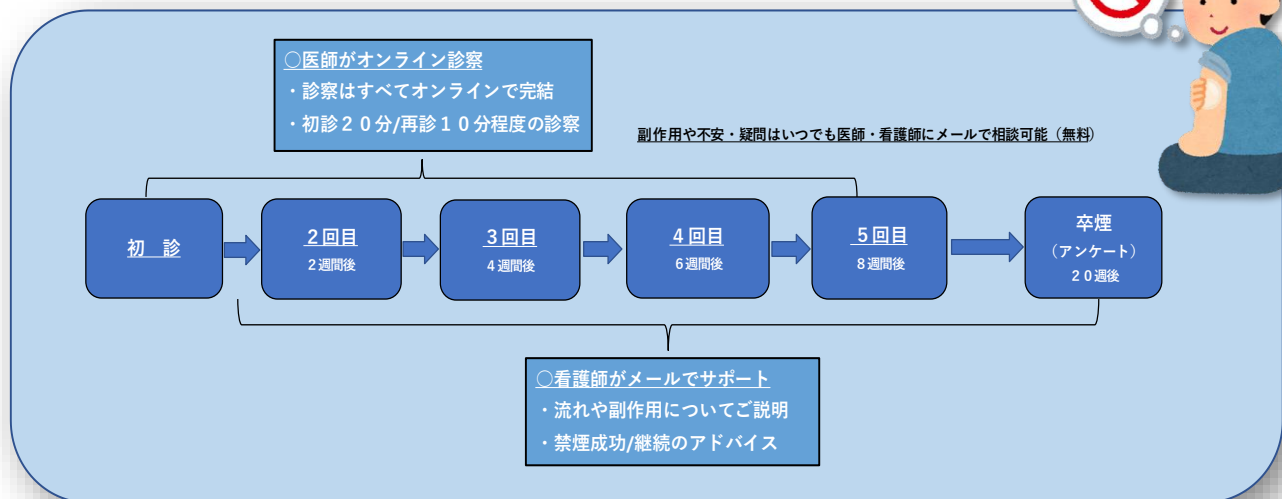 ○医師がオンライン診察
・診察はすべてオンラインで完結
・初診２０分/再診１０分程度の診察
副作用や不安・疑問はいつでも医師・看護師にメールで相談可能（無料）
初　診
２回目
2週間後
３回目
4週間後
４回目
6週間後
５回目
8週間後
卒煙
（アンケート）
２０週後
○看護師がメールでサポート
・流れや副作用についてご説明
・禁煙成功/継続のアドバイス